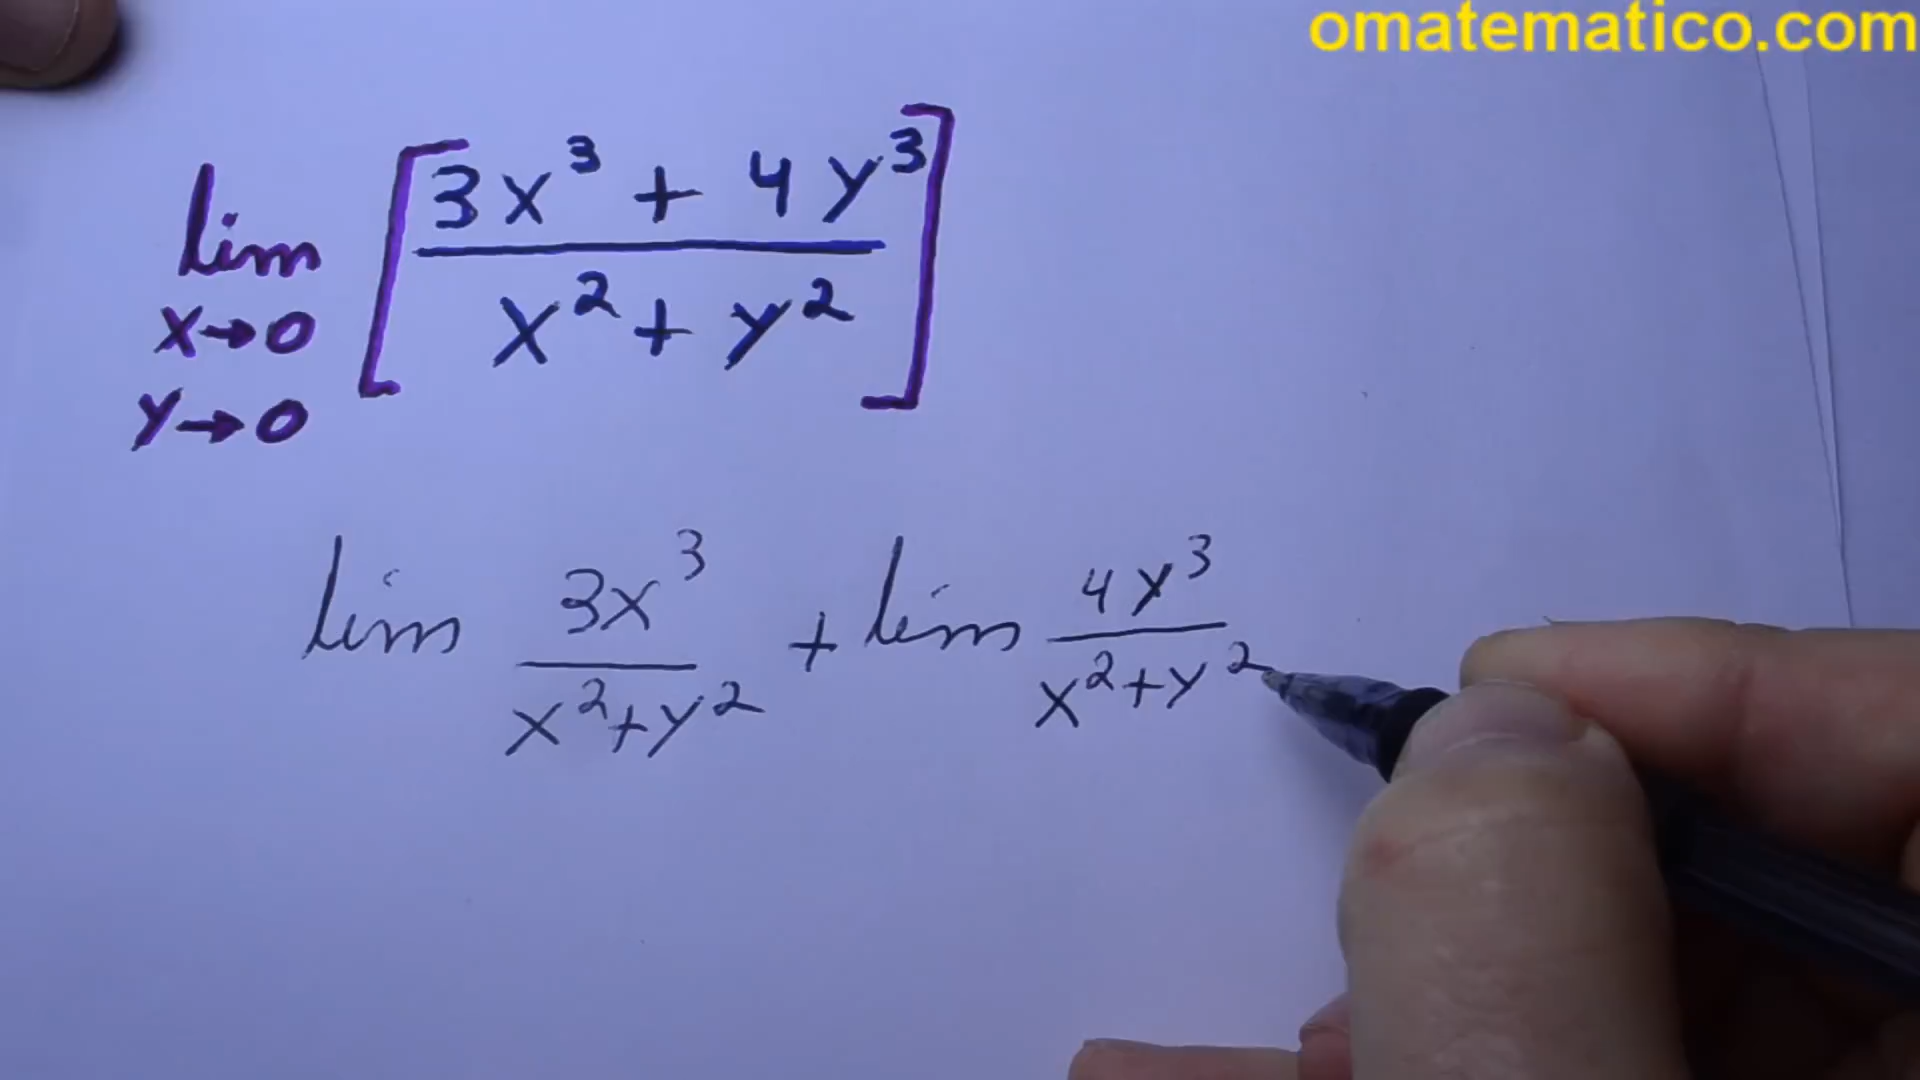 omatematico.com
lim [3x³ + 4y³ / x² + y²]
x→0
y→0
lim 3x³ / x²+y² + lim 4y³ / x²+y²